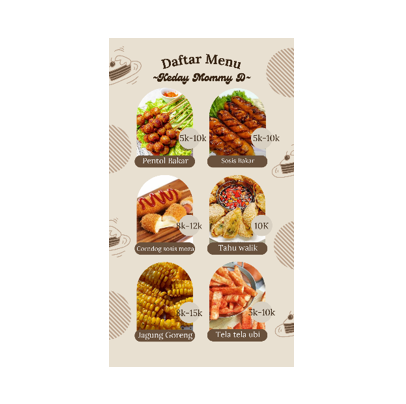 Daftar Menu
~Keday Mommy D~
5k-10k
5k-10k
Pentol Bakar
Sosis Bakar
8k-12k
10K
Corndog sosis mozza
Tahu walik
8k-15k
5k-10k
Jagung Goreng
Tela tela ubi